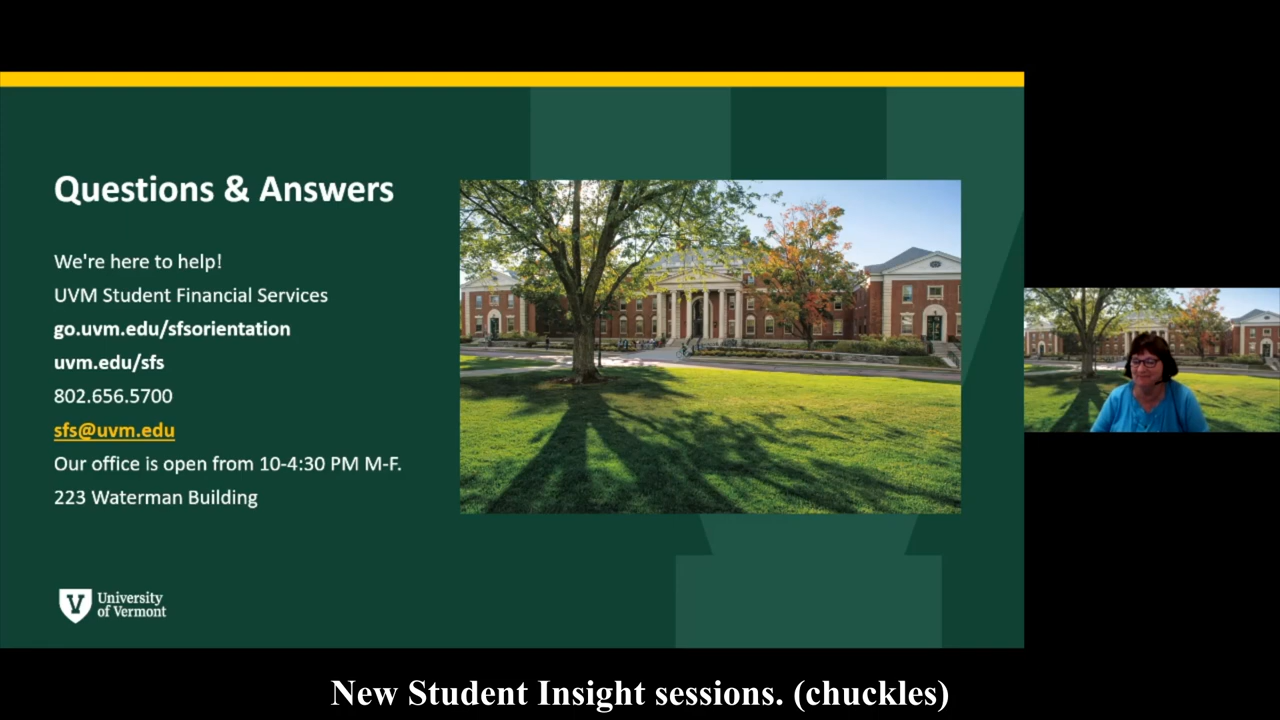 Questions & Answers
We're here to help!
UVM Student Financial Services
go.uvm.edu/sfsorientation
uvm.edu/sfs
802.656.5700
sfs@uvm.edu
Our office is open from 10-4:30 PM M-F.
223 Waterman Building
V University
of Vermont
New Student Insight sessions. (chuckles)